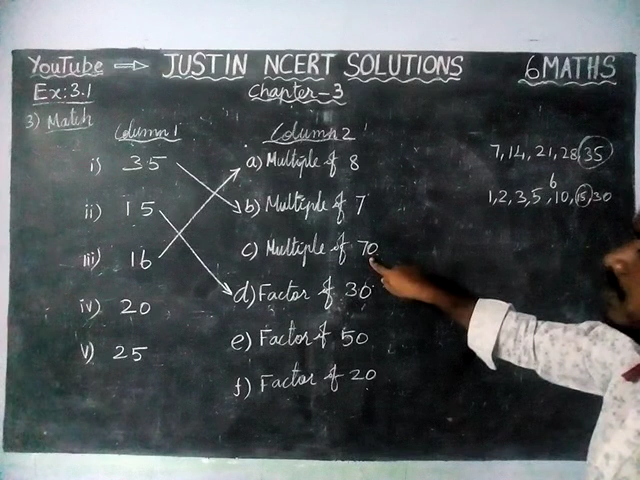 YouTube ⇒ JUSTIN NCERT SOLUTIONS 6 MATHS
Ex:3.1 Chapter-3
3) Match Column 1 Column 2
i) 35 a) Multiple of 8
ii) 15 b) Multiple of 7
iii) 16 c) Multiple of 70
iv) 20 d) Factor of 30
v) 25 e) Factor of 50
f) Factor of 20
7, 14, 21, 28, 35
6
1, 2, 3, 5, 10, 15, 30